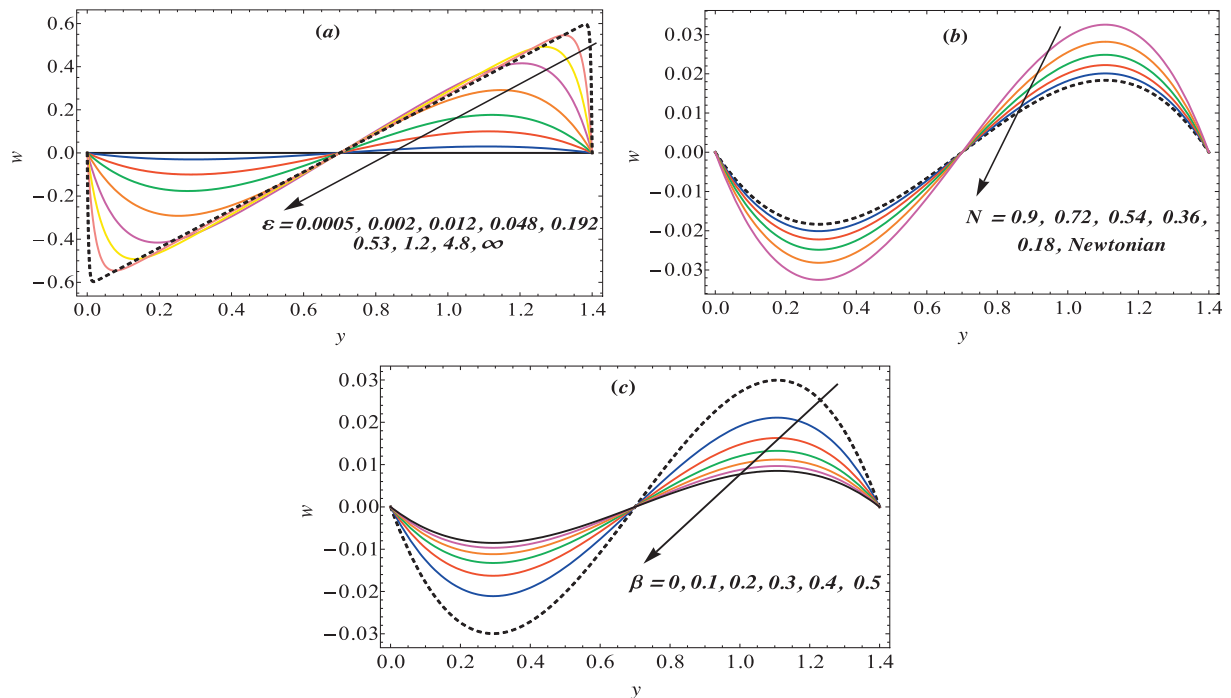 (a)
0.6
0.4
0.2
0.0
−0.2
−0.4
−0.6
w
ε = 0.0005, 0.002, 0.012, 0.048, 0.192
0.53, 1.2, 4.8, ∞
0.0 0.2 0.4 0.6 0.8 1.0 1.2 1.4
y
(b)
0.03
0.02
0.01
0.00
−0.01
−0.02
−0.03
w
N = 0.9, 0.72, 0.54, 0.36,
0.18, Newtonian
0.0 0.2 0.4 0.6 0.8 1.0 1.2 1.4
y
(c)
0.03
0.02
0.01
0.00
−0.01
−0.02
−0.03
w
β = 0, 0.1, 0.2, 0.3, 0.4, 0.5
0.0 0.2 0.4 0.6 0.8 1.0 1.2 1.4
y